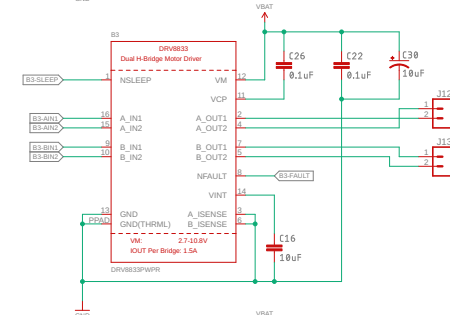 VBAT
B3
DRV8833
Dual H-Bridge Motor Driver
B3-SLEEP
1
NSLEEP
VM
12
VCP
11
B3-AIN1
16
A_IN1
A_OUT1
2
B3-AIN2
15
A_IN2
A_OUT2
4
B3-BIN1
9
B_IN1
B_OUT1
7
B3-BIN2
10
B_IN2
B_OUT2
5
NFAULT
8
B3-FAULT
VINT
14
13
GND
A_ISENSE
3
PPAD
GND(THRML)
B_ISENSE
6
VM: 2.7-10.8V
IOUT Per Bridge: 1.5A
DRV8833PWPR
C26
0.1uF
C22
0.1uF
C30
10uF
C16
10uF
J12
1
2
J13
1
2
VBAT